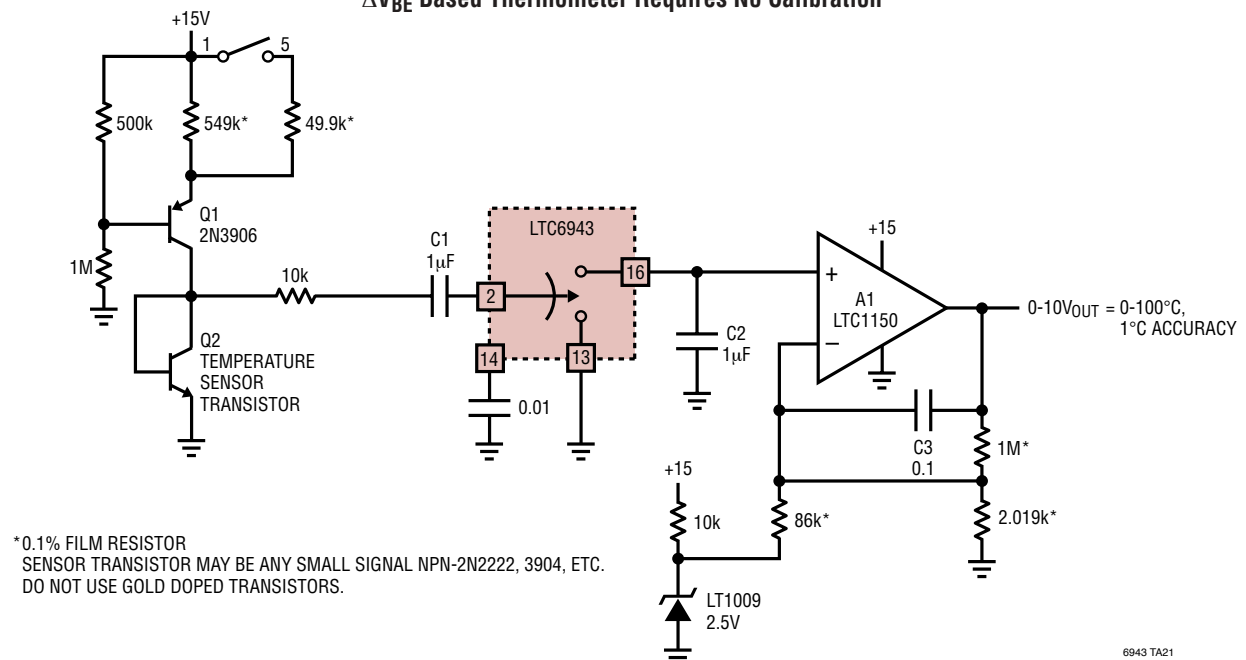 ΔVBE Based Thermometer Requires No Calibration
+15V
1
5
500k
549k*
49.9k*
Q1
2N3906
1M
10k
C1
1µF
LTC6943
2
16
14
13
0.01
C2
1µF
+15
+
A1
LTC1150
−
0-10VOUT = 0-100°C,
1°C ACCURACY
Q2
TEMPERATURE
SENSOR
TRANSISTOR
C3
0.1
1M*
+15
10k
86k*
2.019k*
LT1009
2.5V
*0.1% FILM RESISTOR
SENSOR TRANSISTOR MAY BE ANY SMALL SIGNAL NPN-2N2222, 3904, ETC.
DO NOT USE GOLD DOPED TRANSISTORS.
6943 TA21